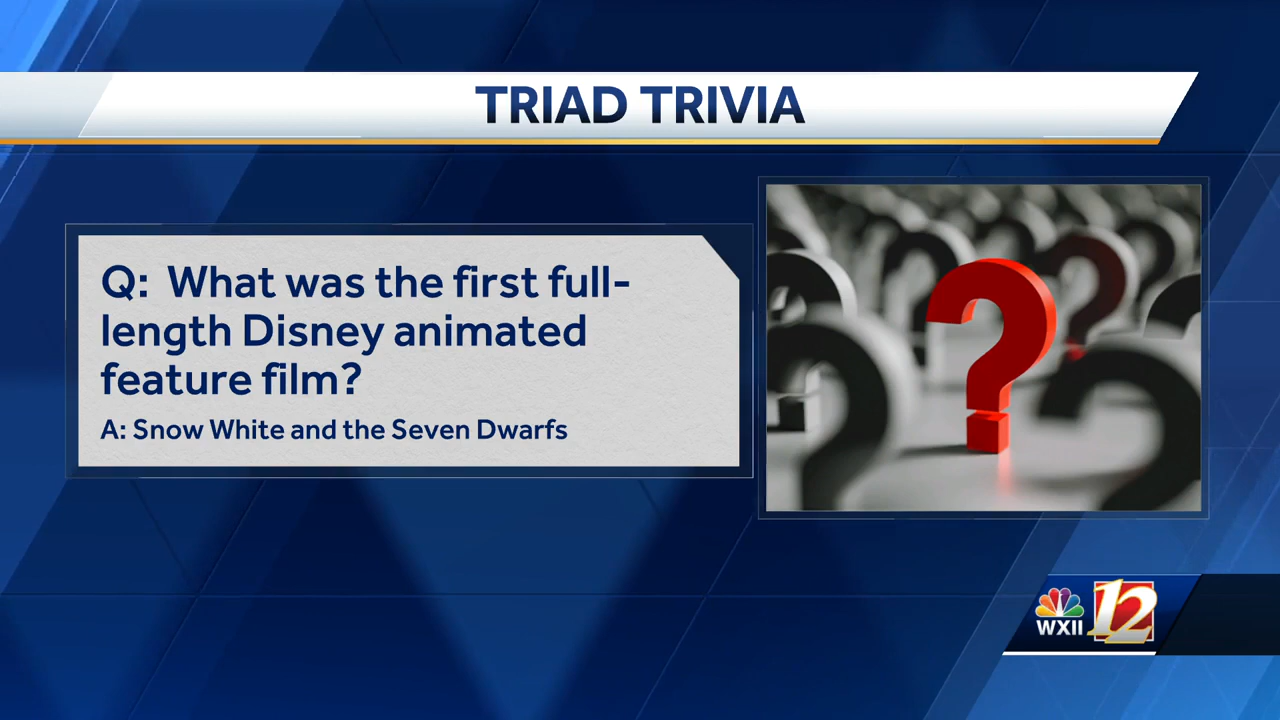 TRIAD TRIVIA
Q: What was the first full-
length Disney animated
feature film?
A: Snow White and the Seven Dwarfs
WXII 12